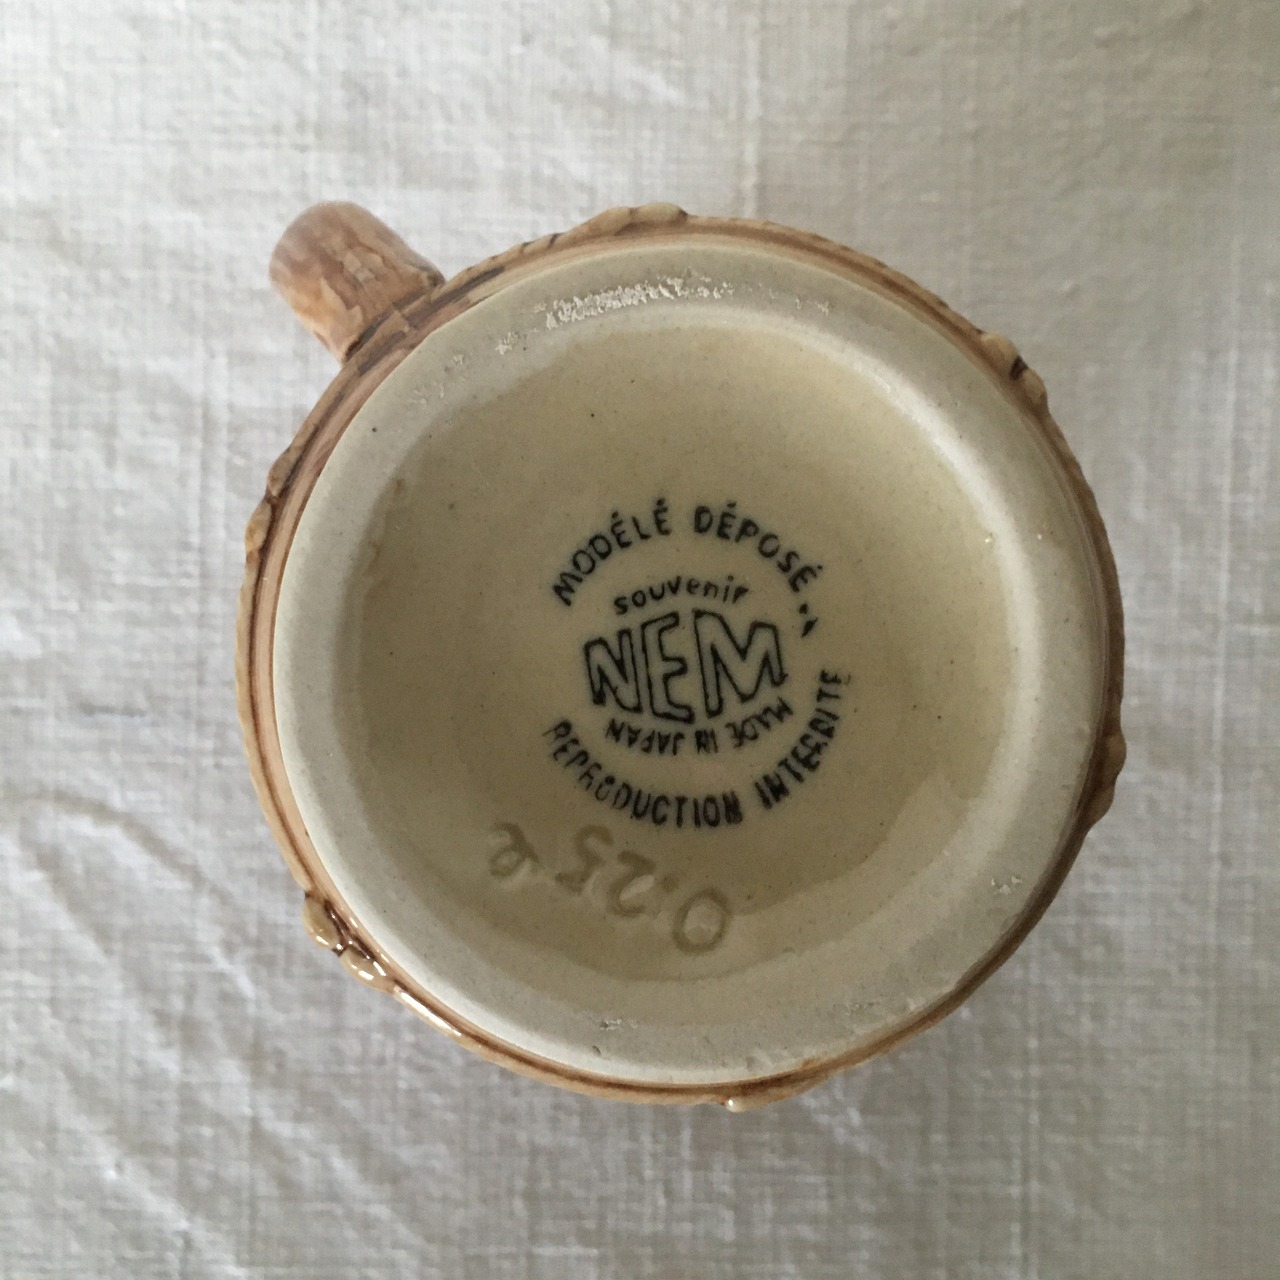 MODÉLÉ DÉPOSÉ
souvenir
NEM
MADE IN JAPAN
REPRODUCTION INTERDITE
0.25 ℓ